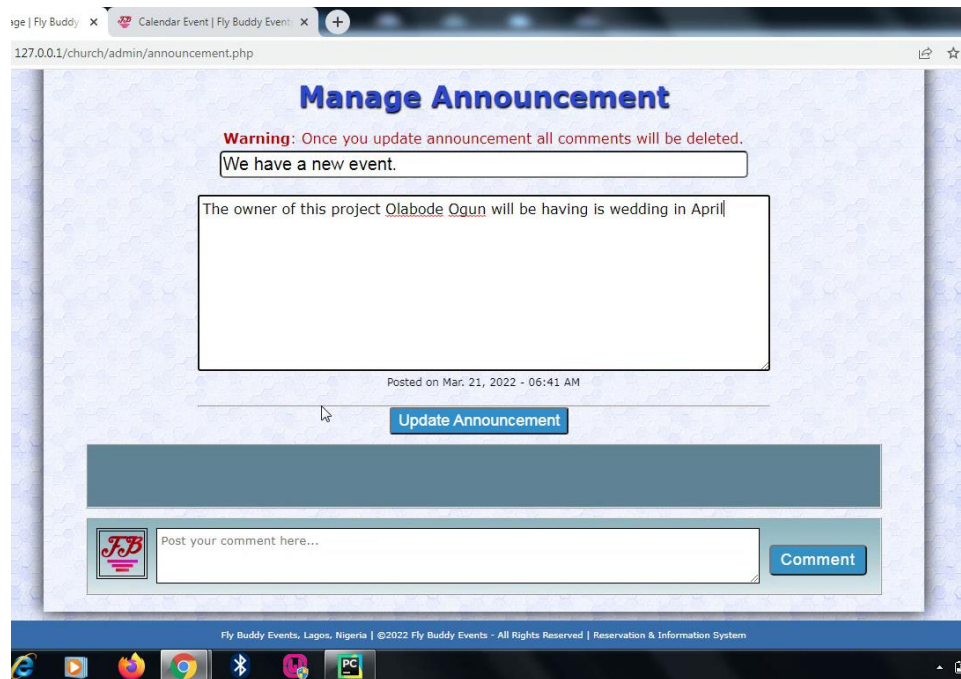 age | Fly Buddy Calendar Event | Fly Buddy Event
127.0.0.1/church/admin/announcement.php
Manage Announcement
Warning: Once you update announcement all comments will be deleted.
We have a new event.
The owner of this project Olabode Ogun will be having is wedding in April
Posted on Mar. 21, 2022 - 06:41 AM
Update Announcement
FB
Post your comment here...
Comment
Fly Buddy Events, Lagos, Nigeria | ©2022 Fly Buddy Events - All Rights Reserved | Reservation & Information System
PC